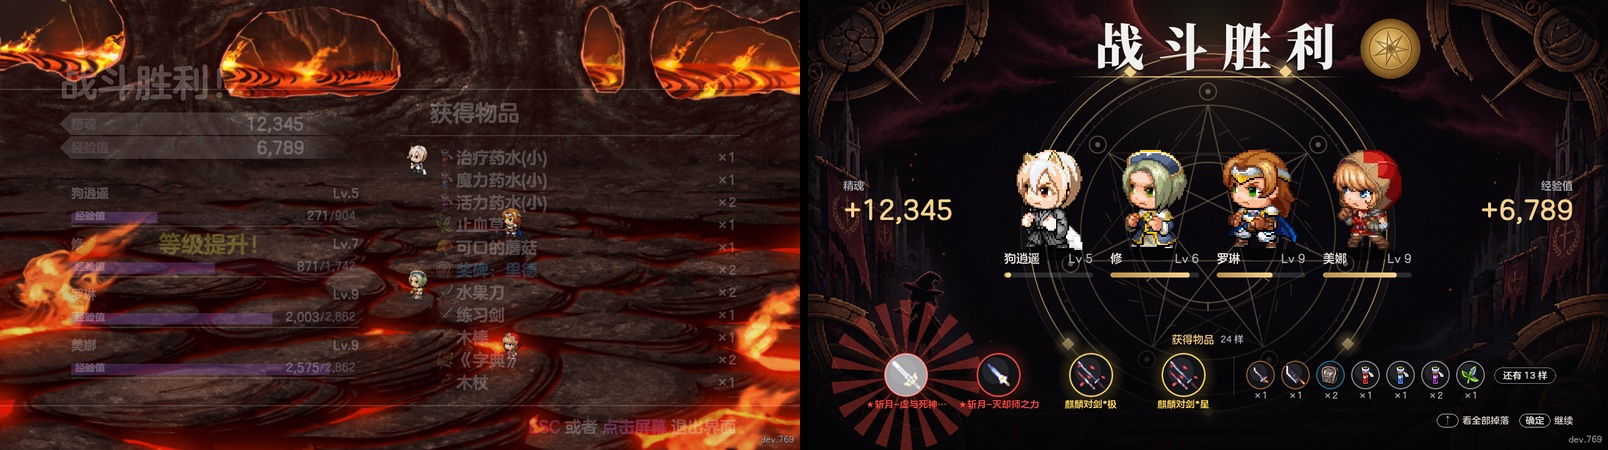 战斗胜利!
精魂 12,345
经验值 6,789
狗逍遥 Lv.5
经验值 271/904
修 Lv.7
等级提升!
经验值 871/1,742
罗琳 Lv.9
经验值 2,003/2,862
美娜 Lv.9
经验值 2,575/2,862
获得物品
治疗药水(小) ×1
魔力药水(小) ×1
活力药水(小) ×2
止血草 ×1
可口的蘑菇 ×1
奖牌：里德 ×2
水果刀 ×2
练习剑 ×1
木棒 ×1
《字典》 ×2
木杖 ×1
ESC 或者 点击屏幕 退出界面
dev.769
战斗胜利
精魂
+12,345
经验值
+6,789
狗逍遥 Lv 5
修 Lv 6
罗琳 Lv 9
美娜 Lv 9
获得物品 24 样
★斩月-虚与死神…
★斩月-灭却师之力
麒麟对剑*极
麒麟对剑*星
×1 ×1 ×2 ×1 ×1 ×2 ×1
还有 13 样
↑ 看全部掉落 确定 继续
dev.769